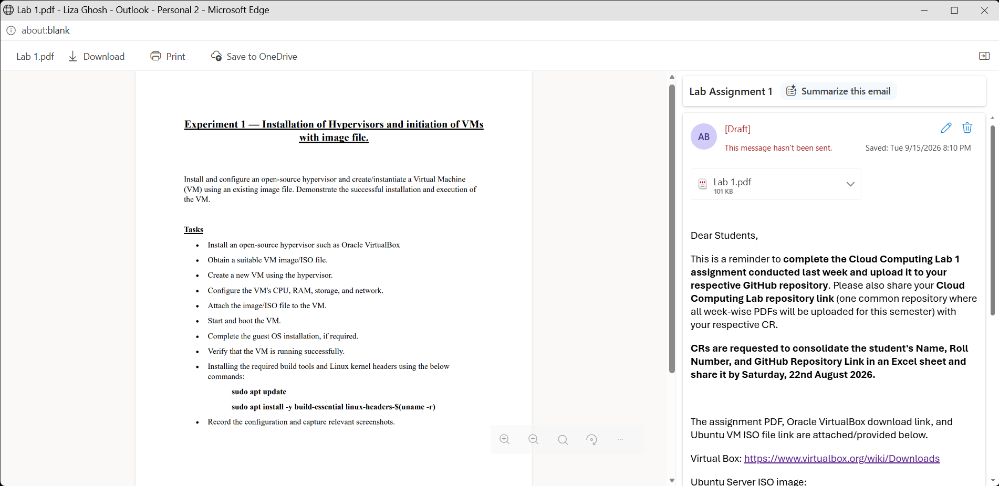 Lab 1.pdf - Liza Ghosh - Outlook - Personal 2 - Microsoft Edge
about:blank
Lab 1.pdf
Download
Print
Save to OneDrive
Experiment 1 — Installation of Hypervisors and initiation of VMs
with image file.
Install and configure an open-source hypervisor and create/instantiate a Virtual Machine
(VM) using an existing image file. Demonstrate the successful installation and execution of
the VM.
Tasks
• Install an open-source hypervisor such as Oracle VirtualBox
• Obtain a suitable VM image/ISO file.
• Create a new VM using the hypervisor.
• Configure the VM's CPU, RAM, storage, and network.
• Attach the image/ISO file to the VM.
• Start and boot the VM.
• Complete the guest OS installation, if required.
• Verify that the VM is running successfully.
• Installing the required build tools and Linux kernel headers using the below
commands:
sudo apt update
sudo apt install -y build-essential linux-headers-$(uname -r)
• Record the configuration and capture relevant screenshots.
Lab Assignment 1
Summarize this email
AB
[Draft]
This message hasn't been sent.
Saved: Tue 9/15/2026 8:10 PM
PDF
Lab 1.pdf
101 KB
Dear Students,
This is a reminder to complete the Cloud Computing Lab 1
assignment conducted last week and upload it to your
respective GitHub repository. Please also share your Cloud
Computing Lab repository link (one common repository where
all week-wise PDFs will be uploaded for this semester) with
your respective CR.
CRs are requested to consolidate the student's Name, Roll
Number, and GitHub Repository Link in an Excel sheet and
share it by Saturday, 22nd August 2026.
The assignment PDF, Oracle VirtualBox download link, and
Ubuntu VM ISO file link are attached/provided below.
Virtual Box: https://www.virtualbox.org/wiki/Downloads
Ubuntu Server ISO image: